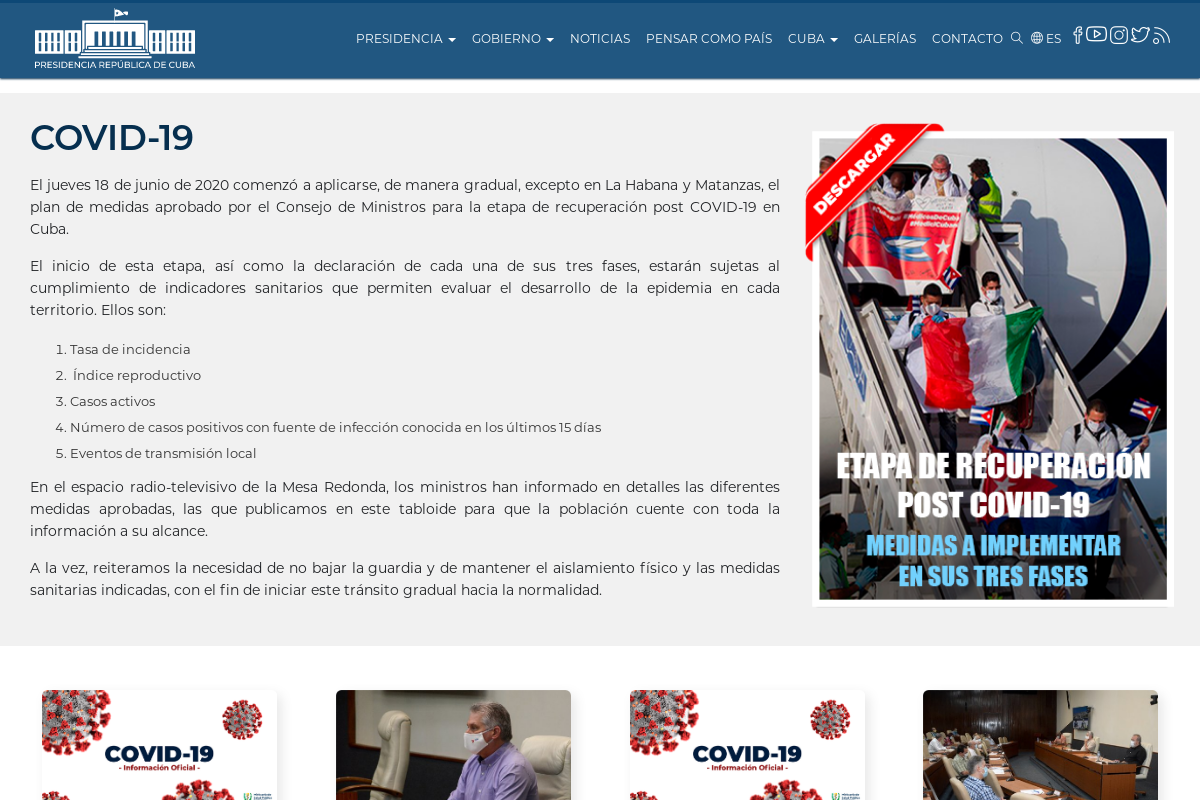 PRESIDENCIA REPÚBLICA DE CUBA
PRESIDENCIA GOBIERNO NOTICIAS PENSAR COMO PAÍS CUBA GALERÍAS CONTACTO ES
COVID-19
El jueves 18 de junio de 2020 comenzó a aplicarse, de manera gradual, excepto en La Habana y Matanzas, el
plan de medidas aprobado por el Consejo de Ministros para la etapa de recuperación post COVID-19 en
Cuba.
El inicio de esta etapa, así como la declaración de cada una de sus tres fases, estarán sujetas al
cumplimiento de indicadores sanitarios que permiten evaluar el desarrollo de la epidemia en cada
territorio. Ellos son:
1. Tasa de incidencia
2. Índice reproductivo
3. Casos activos
4. Número de casos positivos con fuente de infección conocida en los últimos 15 días
5. Eventos de transmisión local
En el espacio radio-televisivo de la Mesa Redonda, los ministros han informado en detalles las diferentes
medidas aprobadas, las que publicamos en este tabloide para que la población cuente con toda la
información a su alcance.
A la vez, reiteramos la necesidad de no bajar la guardia y de mantener el aislamiento físico y las medidas
sanitarias indicadas, con el fin de iniciar este tránsito gradual hacia la normalidad.
DESCARGAR
ETAPA DE RECUPERACIÓN
POST COVID-19
MEDIDAS A IMPLEMENTAR
EN SUS TRES FASES
COVID-19
- Información Oficial -
COVID-19
- Información Oficial -